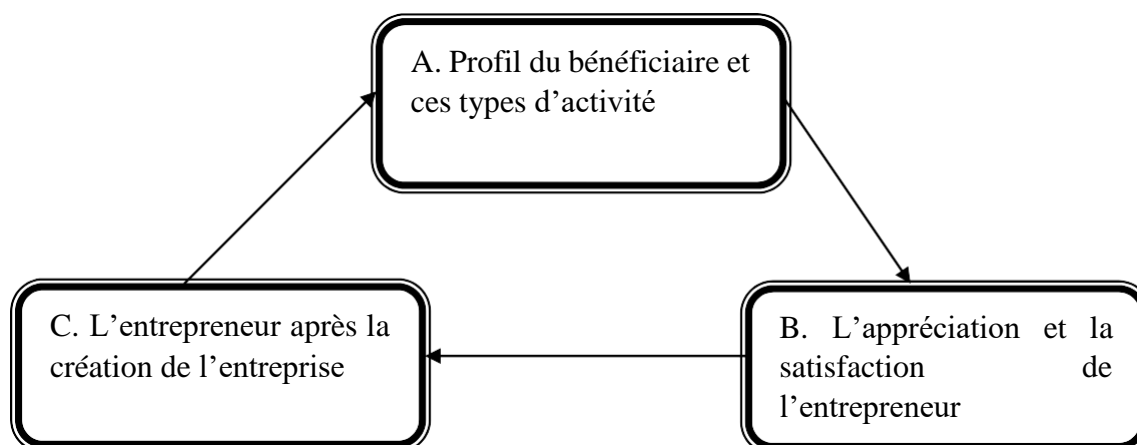 A. Profil du bénéficiaire et
ces types d’activité
C. L’entrepreneur après la
création de l’entreprise
B. L’appréciation et la
satisfaction de
l’entrepreneur